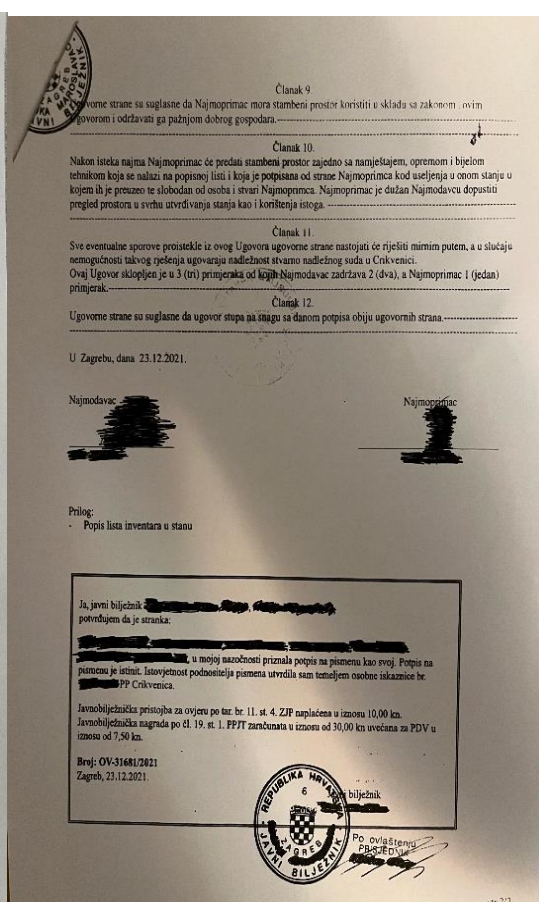 ZAGREB
MAROSLAVAC
JAVNI
BILJEŽNIK
Članak 9.
Ugovorne strane su suglasne da Najmoprimac mora stambeni prostor koristiti u skladu sa zakonom, ovim
govorom i održavati ga pažnjom dobrog gospodara.
Članak 10.
Nakon isteka najma Najmoprimac će predati stambeni prostor zajedno sa namještajem, opremom i bijelom
tehnikom koja se nalazi na popisnoj listi i koja je potpisana od strane Najmoprimca kod useljenja u onom stanju u
kojem ih je preuzeo te slobodan od osoba i stvari Najmoprimca. Najmoprimac je dužan Najmodavcu dopustiti
pregled prostora u svrhu utvrđivanja stanja kao i korištenja istoga.
Članak 11.
Sve eventualne sporove proistekle iz ovog Ugovora ugovorne strane nastojati će riješiti mirnim putem, a u slučaju
nemogućnosti takvog rješenja ugovaraju nadležnost stvarno nadležnog suda u Crikvenici.
Ovaj Ugovor sklopljen je u 3 (tri) primjeraka od kojih Najmodavac zadržava 2 (dva), a Najmoprimac 1 (jedan)
primjerak.
Članak 12.
Ugovorne strane su suglasne da ugovor stupa na snagu sa danom potpisa obiju ugovornih strana.
U Zagrebu, dana 23.12.2021.
Najmodavac
Najmoprimac
Prilog:
- Popis lista inventara u stanu
Ja, javni bilježnik
potvrđujem da je stranka:
, u mojoj nazočnosti priznala potpis na pismenu kao svoj. Potpis na
pismenu je istinit. Istovjetnost podnositelja pismena utvrdila sam temeljem osobne iskaznice br.
PP Crikvenica.
Javnobilježnička pristojba za ovjeru po tar. br. 11. st. 4. ZJP naplaćena u iznosu 10,00 kn.
Javnobilježnička nagrada po čl. 19. st. 1. PPJT zaračunata u iznosu od 30,00 kn uvećana za PDV u
iznosu od 7,50 kn.
Broj: OV-31681/2021
Zagreb, 23.12.2021.
bilježnik
REPUBLIKA HRVATSKA
6
ZAGREB
JAVNI BILJEŽNIK
Po ovlaštenju
PRISJEDNIK